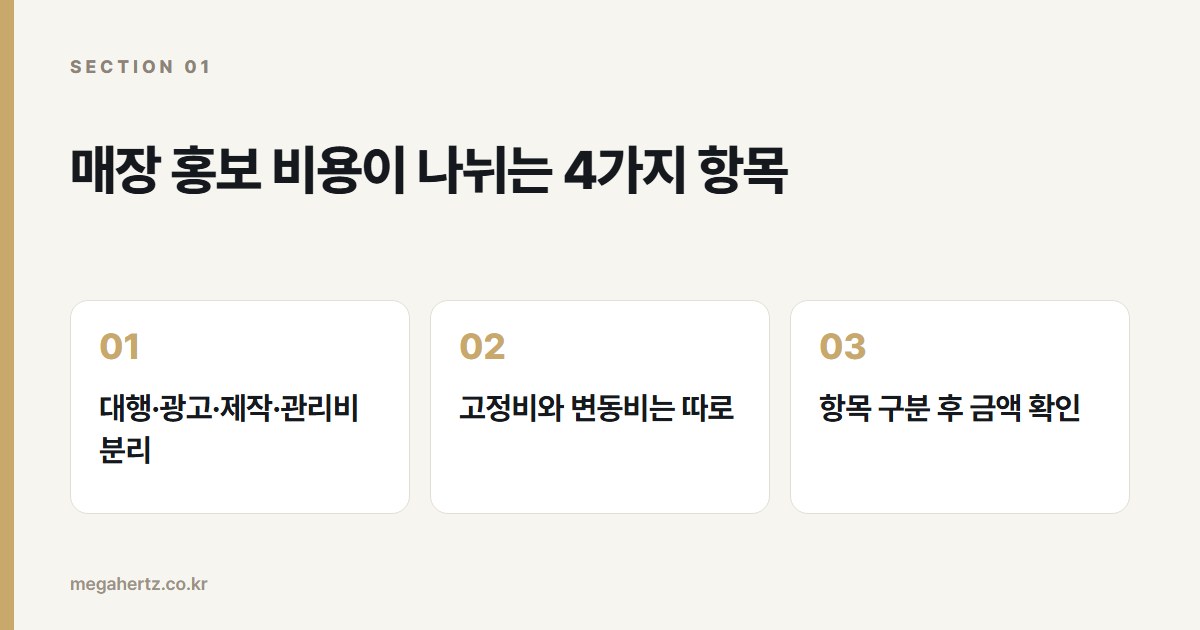 SECTION 01
매장 홍보 비용이 나뉘는 4가지 항목
01
대행·광고·제작·관리비
분리
02
고정비와 변동비는 따로
03
항목 구분 후 금액 확인
megahertz.co.kr